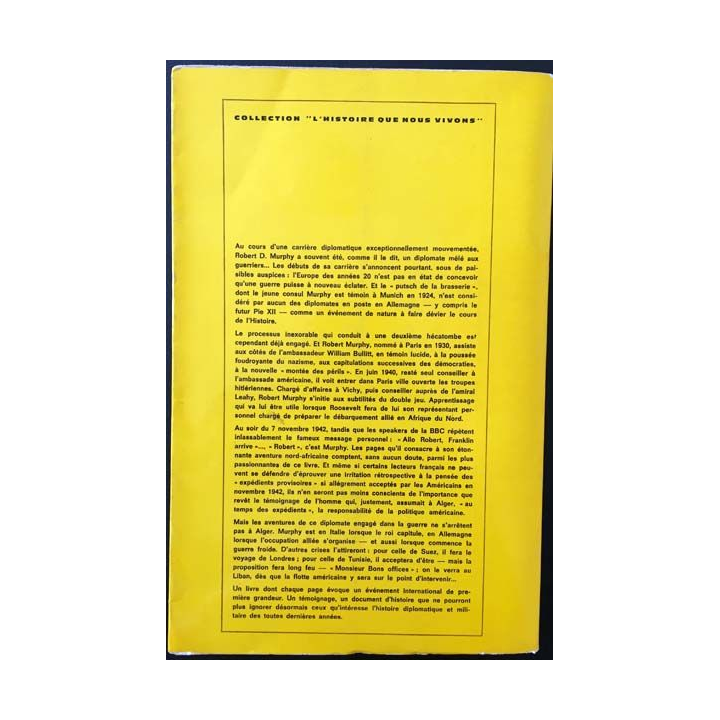 COLLECTION "L'HISTOIRE QUE NOUS VIVONS"
Au cours d'une carrière diplomatique exceptionnellement mouvementée,
Robert D. Murphy a souvent été, comme il le dit, un diplomate mêlé aux
guerriers... Les débuts de sa carrière s'annoncent pourtant, sous de pai-
sibles auspices : l'Europe des années 20 n'est pas en état de concevoir
qu'une guerre puisse à nouveau éclater. Et le « putsch de la brasserie »,
dont le jeune consul Murphy est témoin à Munich en 1924, n'est consi-
déré par aucun des diplomates en poste en Allemagne — y compris le
futur Pie XII — comme un événement de nature à faire dévier le cours
de l'Histoire.
Le processus inexorable qui conduit à une deuxième hécatombe est
cependant déjà engagé. Et Robert Murphy, nommé à Paris en 1930, assiste
aux côtés de l'ambassadeur William Bullitt, en témoin lucide, à la poussée
foudroyante du nazisme, aux capitulations successives des démocraties,
à la nouvelle « montée des périls ». En juin 1940, resté seul conseiller à
l'ambassade américaine, il voit entrer dans Paris ville ouverte les troupes
hitlériennes. Chargé d'affaires à Vichy, puis conseiller auprès de l'amiral
Leahy, Robert Murphy s'initie aux subtilités du double jeu. Apprentissage
qui va lui être utile lorsque Roosevelt fera de lui son représentant per-
sonnel chargé de préparer le débarquement allié en Afrique du Nord.
Au soir du 7 novembre 1942, tandis que les speakers de la BBC répètent
inlassablement le fameux message personnel : « Allo Robert, Franklin
arrive »..., « Robert », c'est Murphy. Les pages qu'il consacre à son éton-
nante aventure nord-africaine comptent, sans aucun doute, parmi les plus
passionnantes de ce livre. Et même si certains lecteurs français ne peu-
vent se défendre d'éprouver une irritation rétrospective à la pensée des
« expédients provisoires » si allégrement acceptés par les Américains en
novembre 1942, ils n'en seront pas moins conscients de l'importance que
revêt le témoignage de l'homme qui, justement, assumait à Alger, « au
temps des expédients », la responsabilité de la politique américaine.
Mais les aventures de ce diplomate engagé dans la guerre ne s'arrêtent
pas à Alger. Murphy est en Italie lorsque le roi capitule, en Allemagne
lorsque l'occupation alliée s'organise — et aussi lorsque commence la
guerre froide. D'autres crises l'attireront : pour celle de Suez, il fera le
voyage de Londres ; pour celle de Tunisie, il acceptera d'être — mais la
proposition fera long feu — « Monsieur Bons offices » ; on le verra au
Liban, dès que la flotte américaine y sera sur le point d'intervenir...
Un livre dont chaque page évoque un événement international de pre-
mière grandeur. Un témoignage, un document d'histoire que ne pourront
plus ignorer désormais ceux qu'intéresse l'histoire diplomatique et mili-
taire des toutes dernières années.